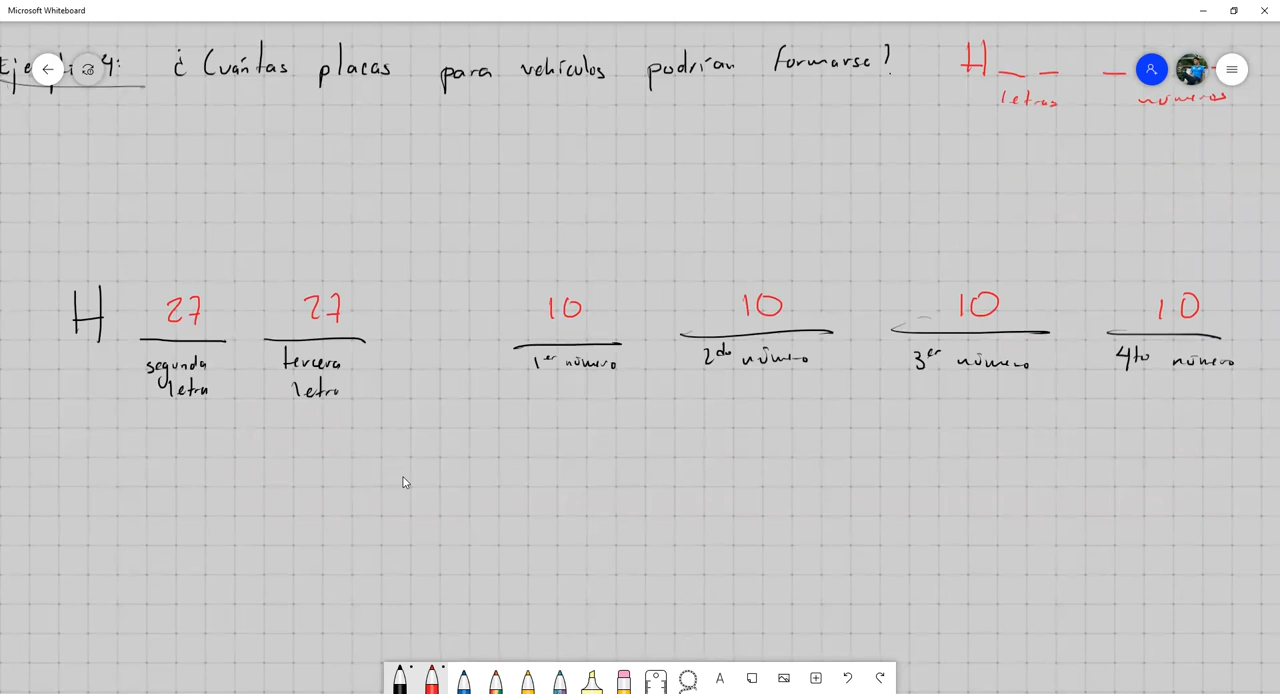 Microsoft Whiteboard
4: ¿Cuántas placas para vehículos podrían formarse? H _ _ _
letras números
H 27 27 10 10 10 10
segunda letra tercera letra 1er número 2do número 3er número 4to número
A